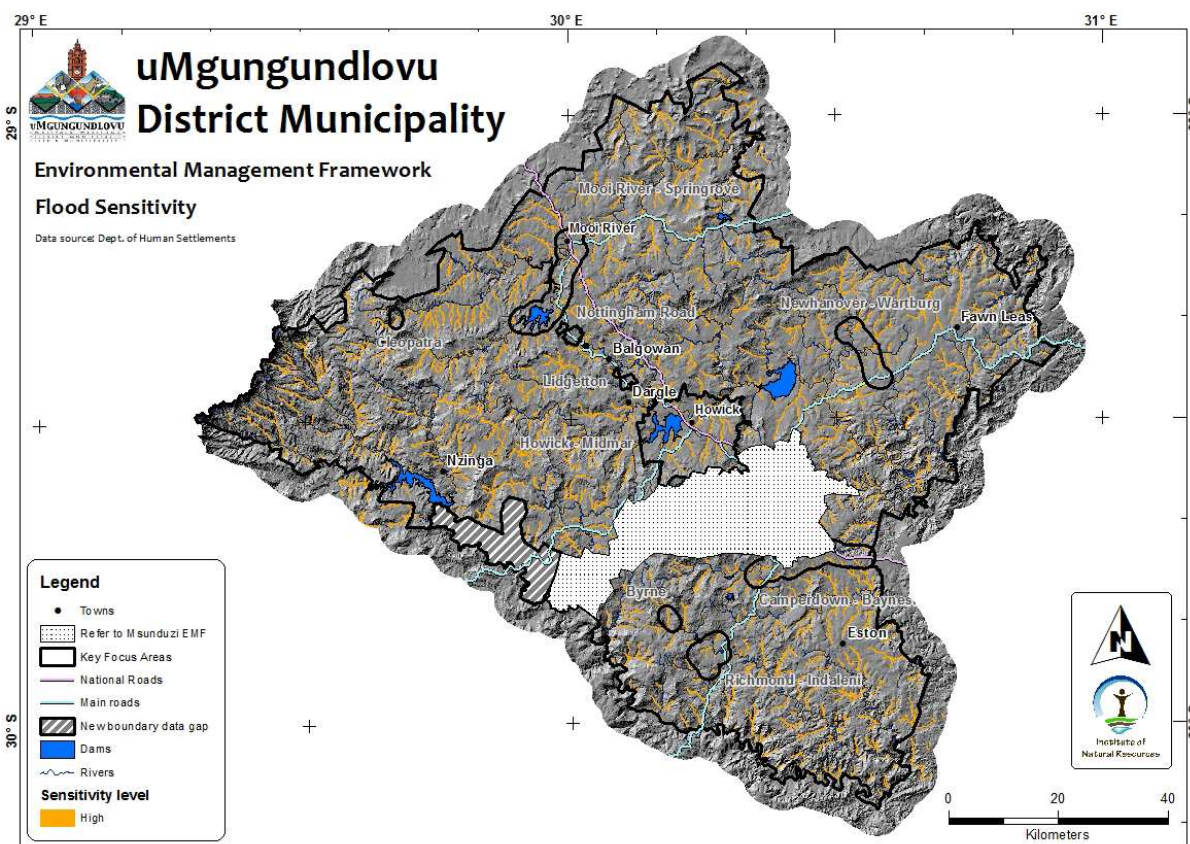 29° E
30° E
31° E
29° S
30° S
uMGUNGUNDLOVU
uMgungundlovu
District Municipality
Environmental Management Framework
Flood Sensitivity
Data source: Dept. of Human Settlements
Mooi River - Springrove
Mooi River
Newhanover - Wartburg
Nottingham Road
Fawn Leas
Cleopatra
Balgowan
Lidgetton
Dargle
Howick
Howick - Midmar
Nzinga
Byrne
Camperdown - Baynes
Eston
Richmond - Indaleni
Legend
Towns
Refer to Msunduzi EMF
Key Focus Areas
National Roads
Main roads
New boundary data gap
Dams
Rivers
Sensitivity level
High
N
Institute of
Natural Resources
0 20 40
Kilometers